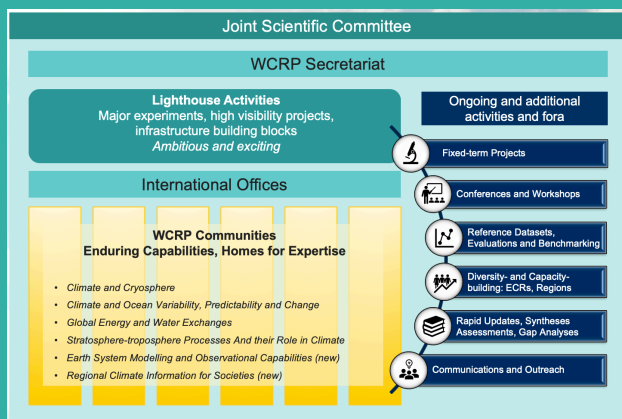 Joint Scientific Committee
WCRP Secretariat
Lighthouse Activities
Major experiments, high visibility projects,
infrastructure building blocks
Ambitious and exciting
International Offices
WCRP Communities
Enduring Capabilities, Homes for Expertise
• Climate and Cryosphere
• Climate and Ocean Variability, Predictability and Change
• Global Energy and Water Exchanges
• Stratosphere-troposphere Processes And their Role in Climate
• Earth System Modelling and Observational Capabilities (new)
• Regional Climate Information for Societies (new)
Ongoing and additional
activities and fora
Fixed-term Projects
Conferences and Workshops
Reference Datasets,
Evaluations and Benchmarking
Diversity- and Capacity-
building: ECRs, Regions
Rapid Updates, Syntheses
Assessments, Gap Analyses
Communications and Outreach